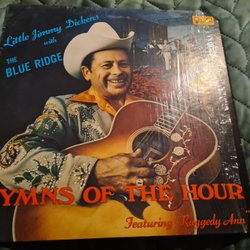 Little Jimmy Dickens
with
THE
BLUE RIDGE
YMNS OF THE HOUR
Featuring Raggedy Ann